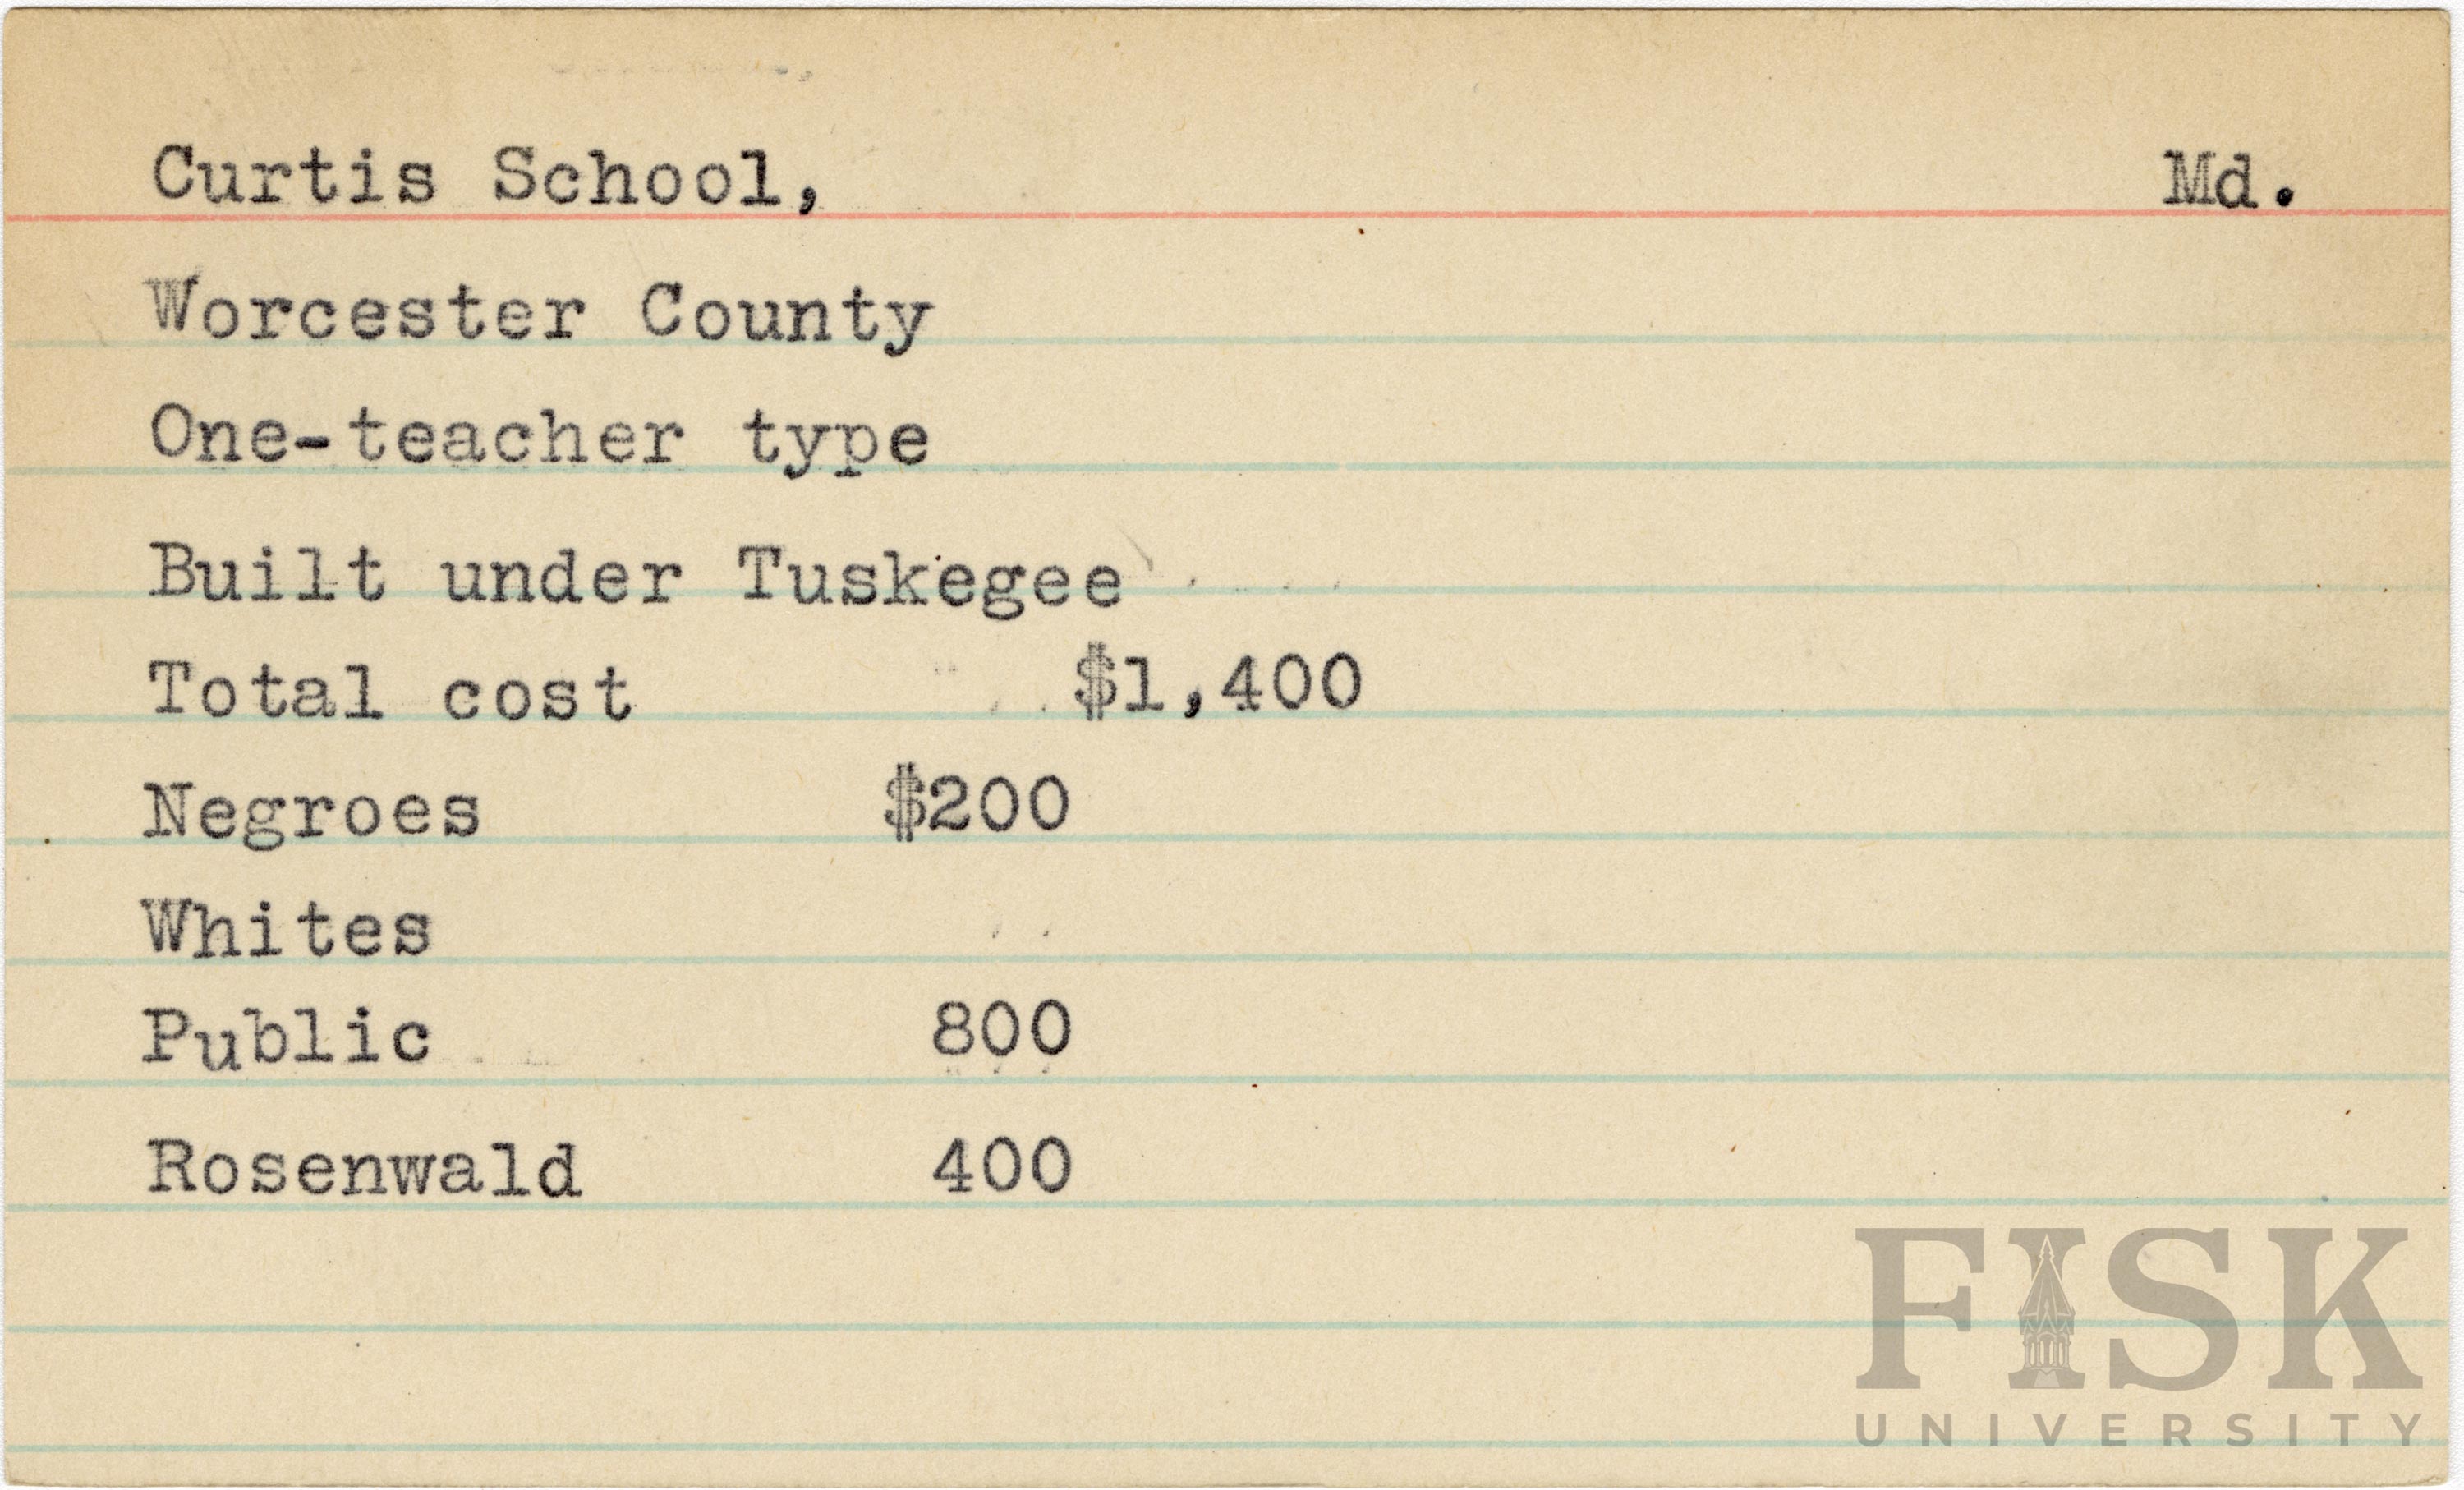 Curtis School, Md.
Worcester County
One-teacher type
Built under Tuskegee
Total cost $1,400
Negroes $200
Whites
Public 800
Rosenwald 400
FISK
UNIVERSITY